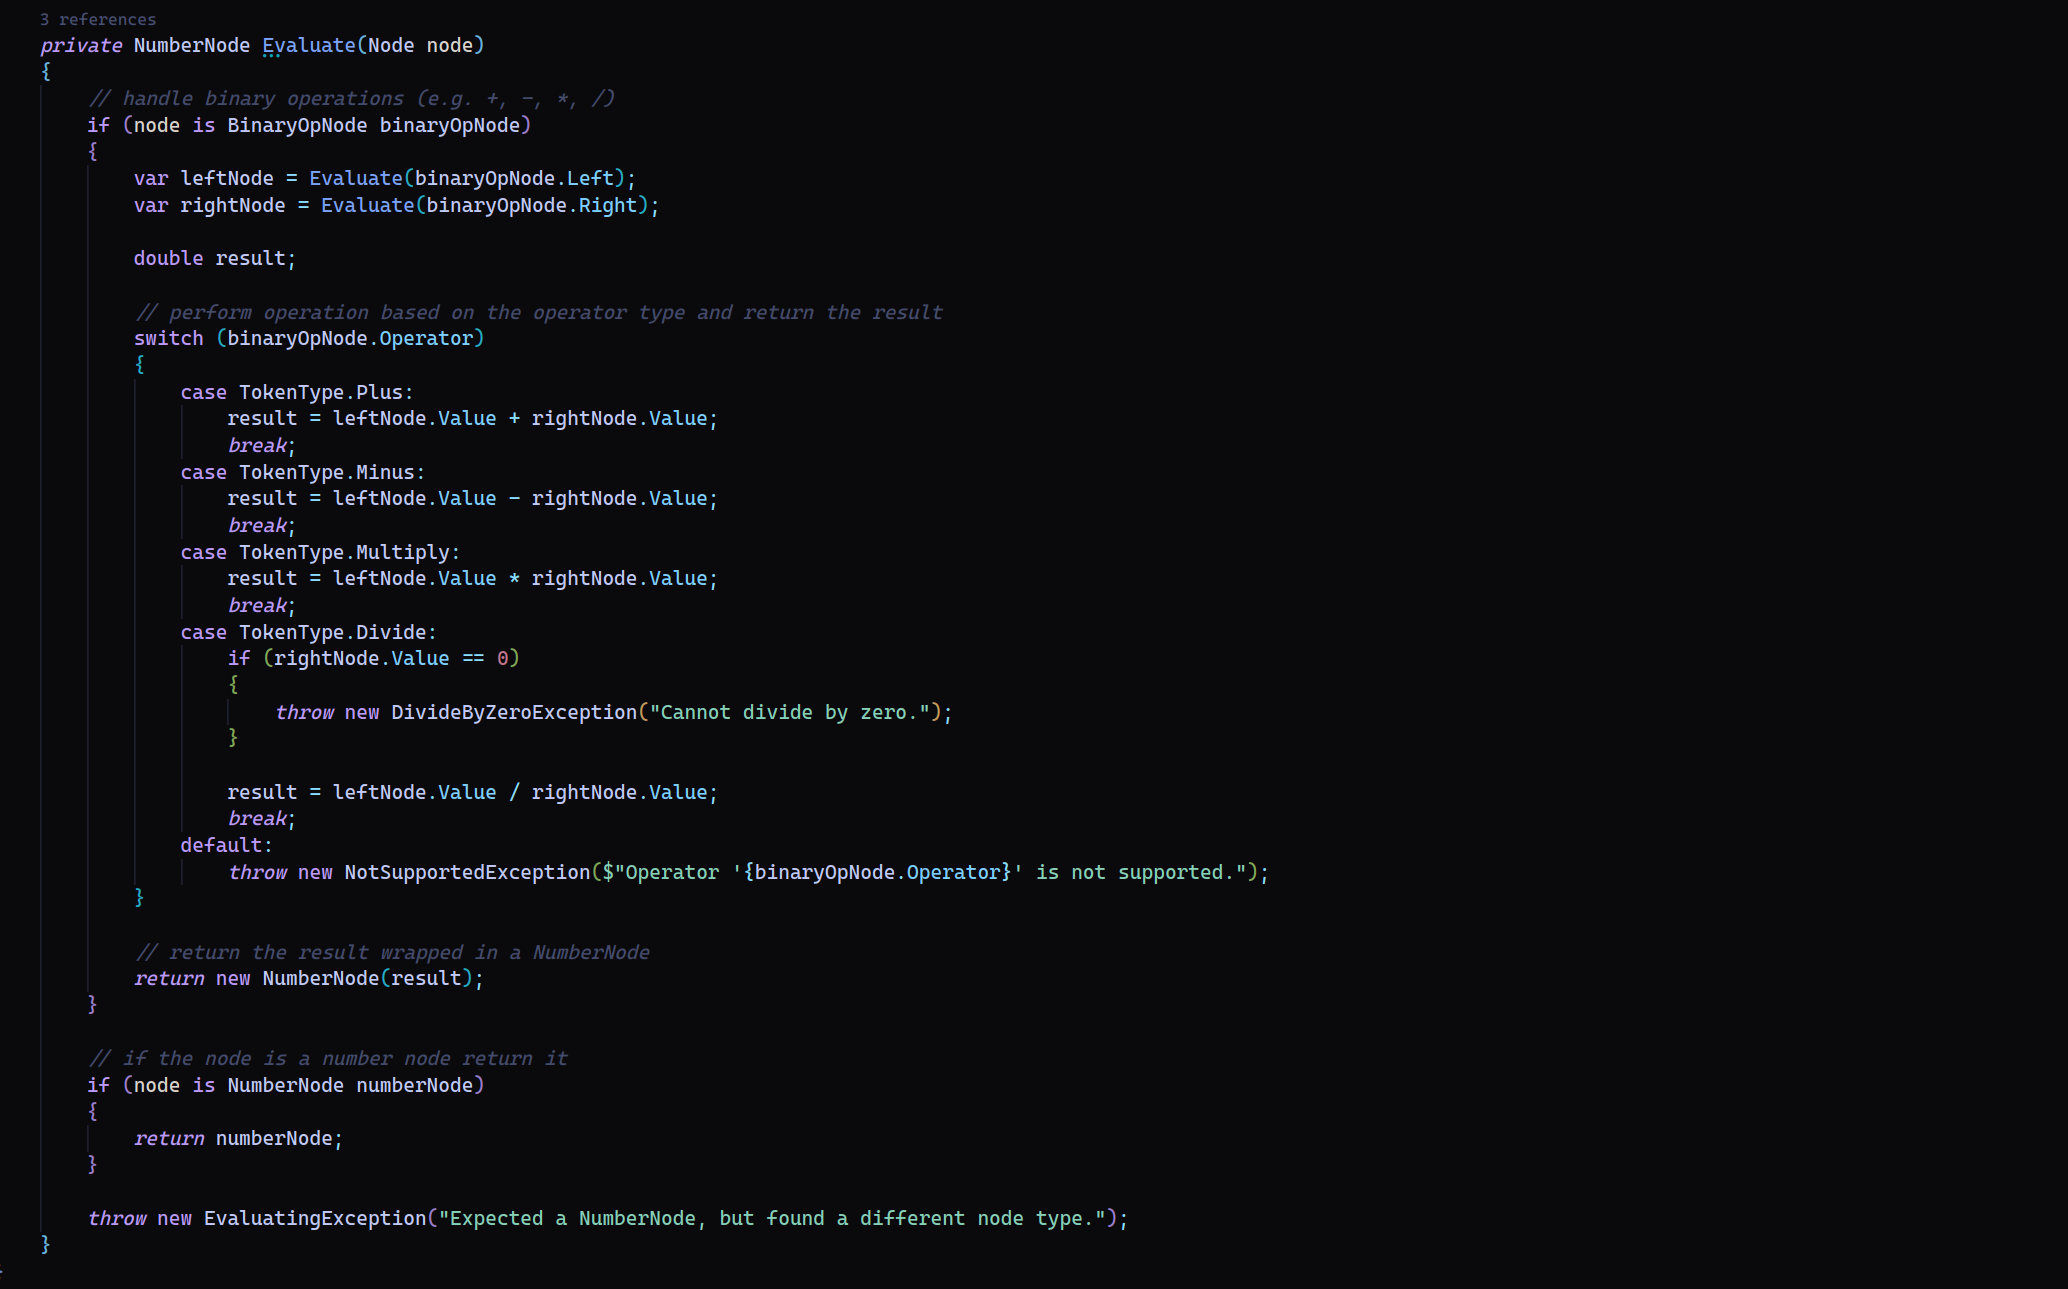 3 references
private NumberNode Evaluate(Node node)
{
// handle binary operations (e.g. +, -, *, /)
if (node is BinaryOpNode binaryOpNode)
{
var leftNode = Evaluate(binaryOpNode.Left);
var rightNode = Evaluate(binaryOpNode.Right);
double result;
// perform operation based on the operator type and return the result
switch (binaryOpNode.Operator)
{
case TokenType.Plus:
result = leftNode.Value + rightNode.Value;
break;
case TokenType.Minus:
result = leftNode.Value - rightNode.Value;
break;
case TokenType.Multiply:
result = leftNode.Value * rightNode.Value;
break;
case TokenType.Divide:
if (rightNode.Value == 0)
{
throw new DivideByZeroException("Cannot divide by zero.");
}
result = leftNode.Value / rightNode.Value;
break;
default:
throw new NotSupportedException($"Operator '{binaryOpNode.Operator}' is not supported.");
}
// return the result wrapped in a NumberNode
return new NumberNode(result);
}
// if the node is a number node return it
if (node is NumberNode numberNode)
{
return numberNode;
}
throw new EvaluatingException("Expected a NumberNode, but found a different node type.");
}